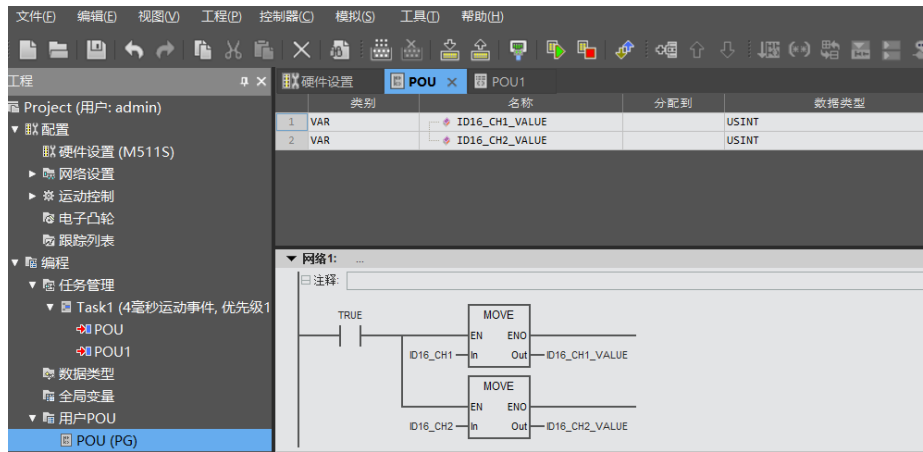 文件(F) 编辑(E) 视图(V) 工程(P) 控制器(C) 模拟(S) 工具(T) 帮助(H)
工程
硬件设置 POU POU1
Project (用户: admin)
配置
硬件设置 (M511S)
网络设置
运动控制
电子凸轮
跟踪列表
编程
任务管理
Task1 (4毫秒运动事件, 优先级1
POU
POU1
数据类型
全局变量
用户POU
POU (PG)
类别 名称 分配到 数据类型
1 VAR ID16_CH1_VALUE USINT
2 VAR ID16_CH2_VALUE USINT
网络1: ...
注释:
TRUE MOVE
EN ENO
ID16_CH1 In Out ID16_CH1_VALUE
MOVE
EN ENO
ID16_CH2 In Out ID16_CH2_VALUE